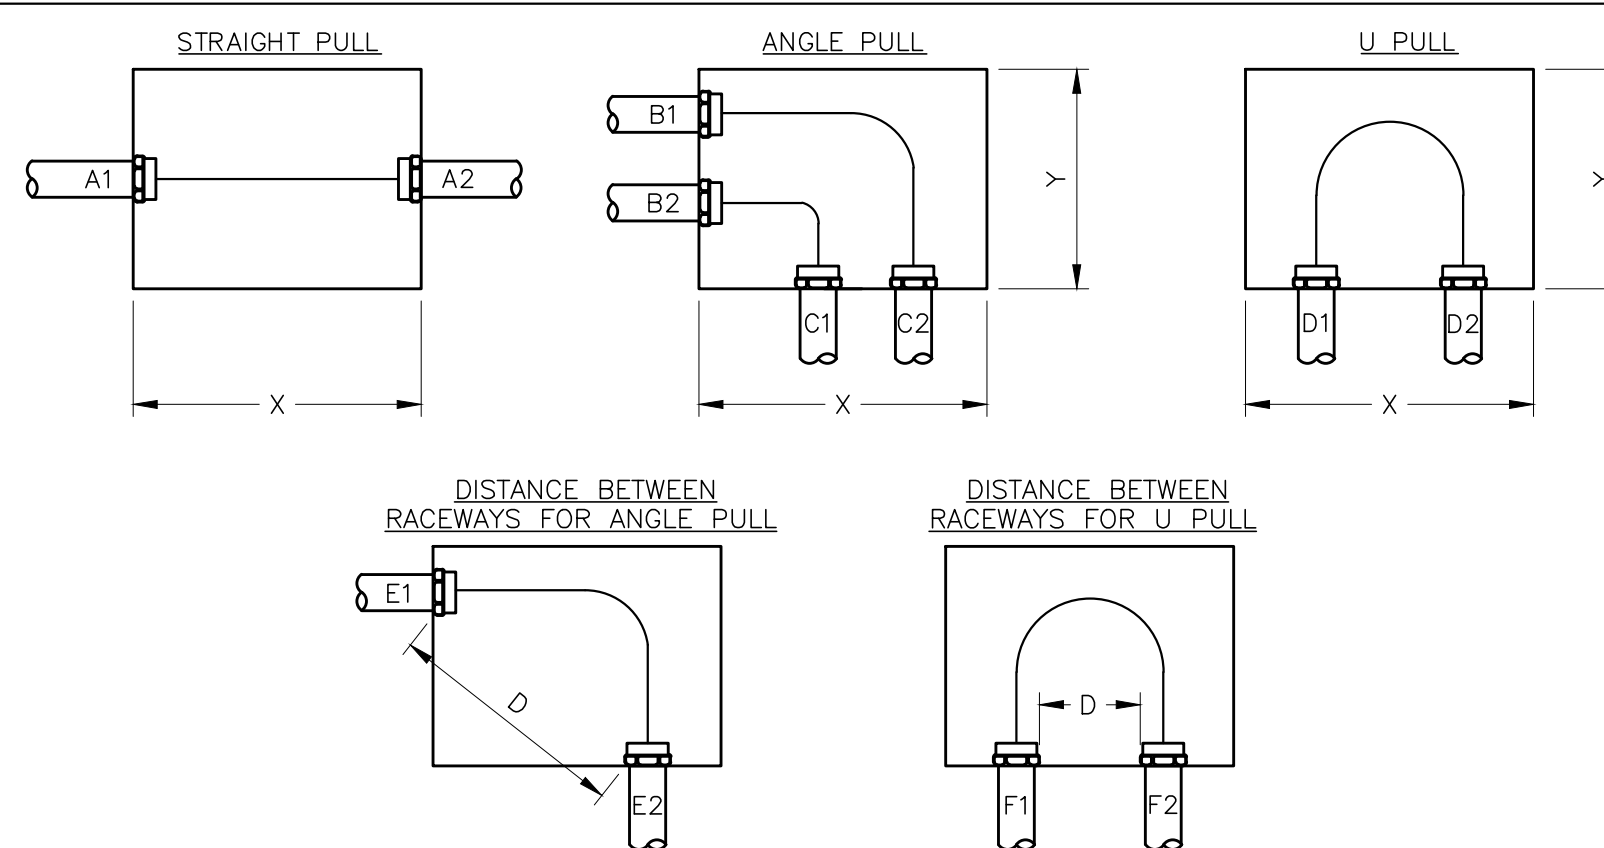 STRAIGHT PULL
ANGLE PULL
U PULL
B1
A1
A2
B2
Y
Y
C1
C2
D1
D2
X
X
X
DISTANCE BETWEEN
RACEWAYS FOR ANGLE PULL
DISTANCE BETWEEN
RACEWAYS FOR U PULL
E1
D
D
E2
F1
F2